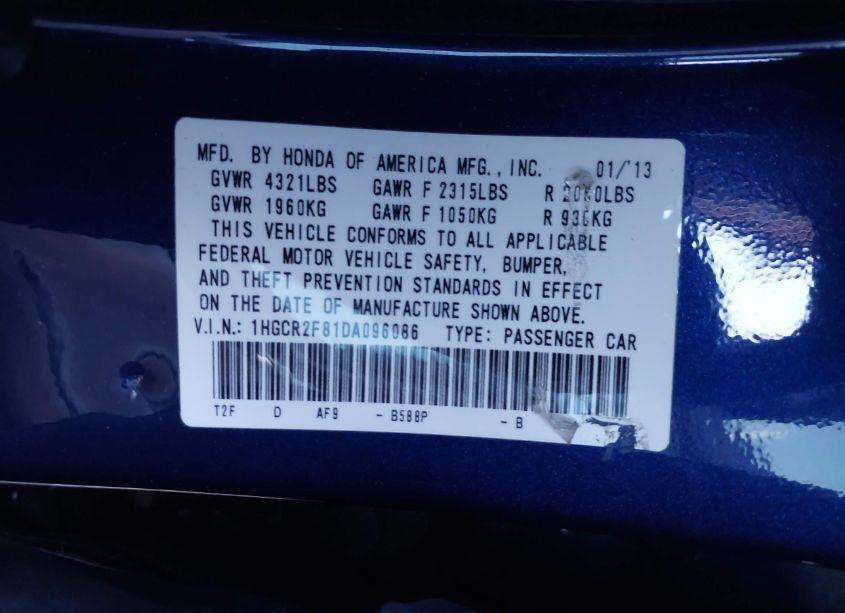 MFD. BY HONDA OF AMERICA MFG., INC. 01/'13
GVWR 4321LBS GAWR F 2315LBS R
GVWR 1960KG GAWR F 1050KG R
THIS VEHICLE CONFORMS TO ALL APPLICABLE
FEDERAL MOTOR VEHICLE SAFETY, BUMPER,
AND THEFT PREVENTION STANDARDS IN EFFECT
ON THE DATE OF MANUFACTURE SHOWN ABOVE.
V.I.N.: 1HGCR2F81DA096086 TYPE: PASSENGER CAR
T2F D AF9 - B588P - B